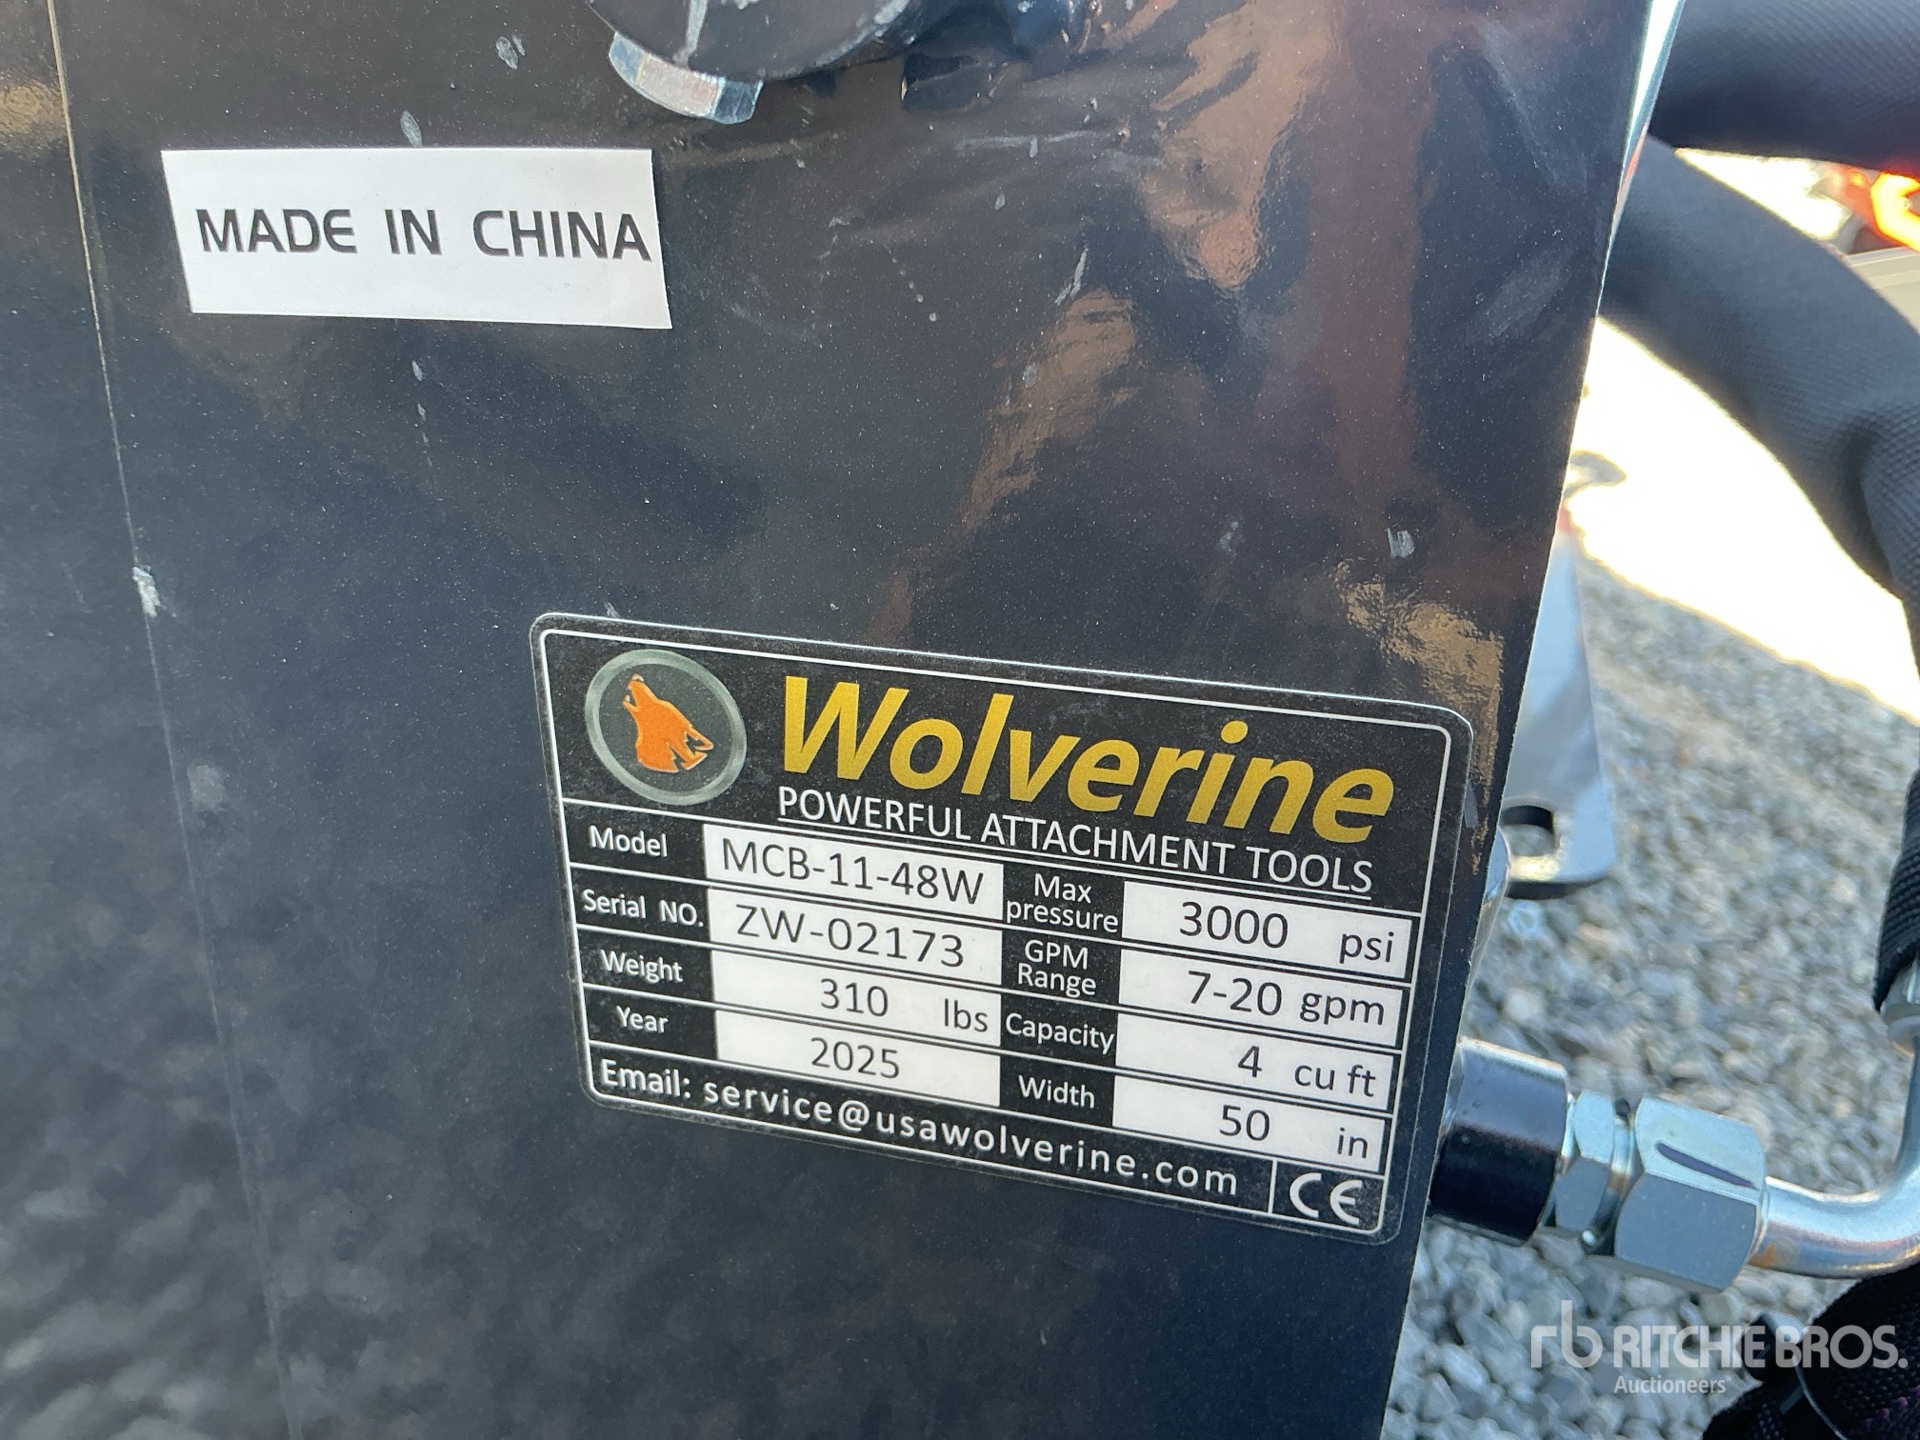 MADE IN CHINA
Wolverine
POWERFUL ATTACHMENT TOOLS
Model MCB-11-48W Max pressure 3000 psi
Serial NO. ZW-02173 GPM Range 7-20 gpm
Weight 310 lbs Capacity 4 cu ft
Year 2025 Width 50 in
Email: service@usawolverine.com CE
rb RITCHIE BROS.
Auctioneers